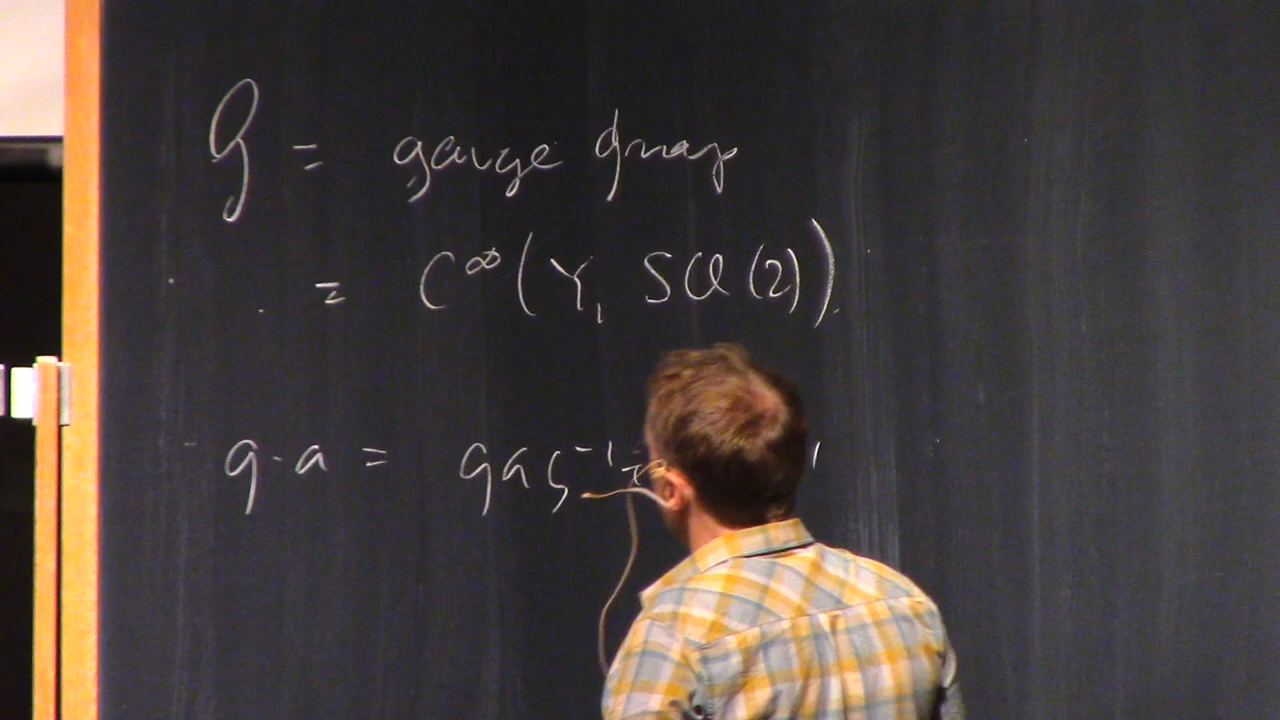 𝒢 = gauge group
= C^∞(Y, SU(2)).
g·a = gag⁻¹